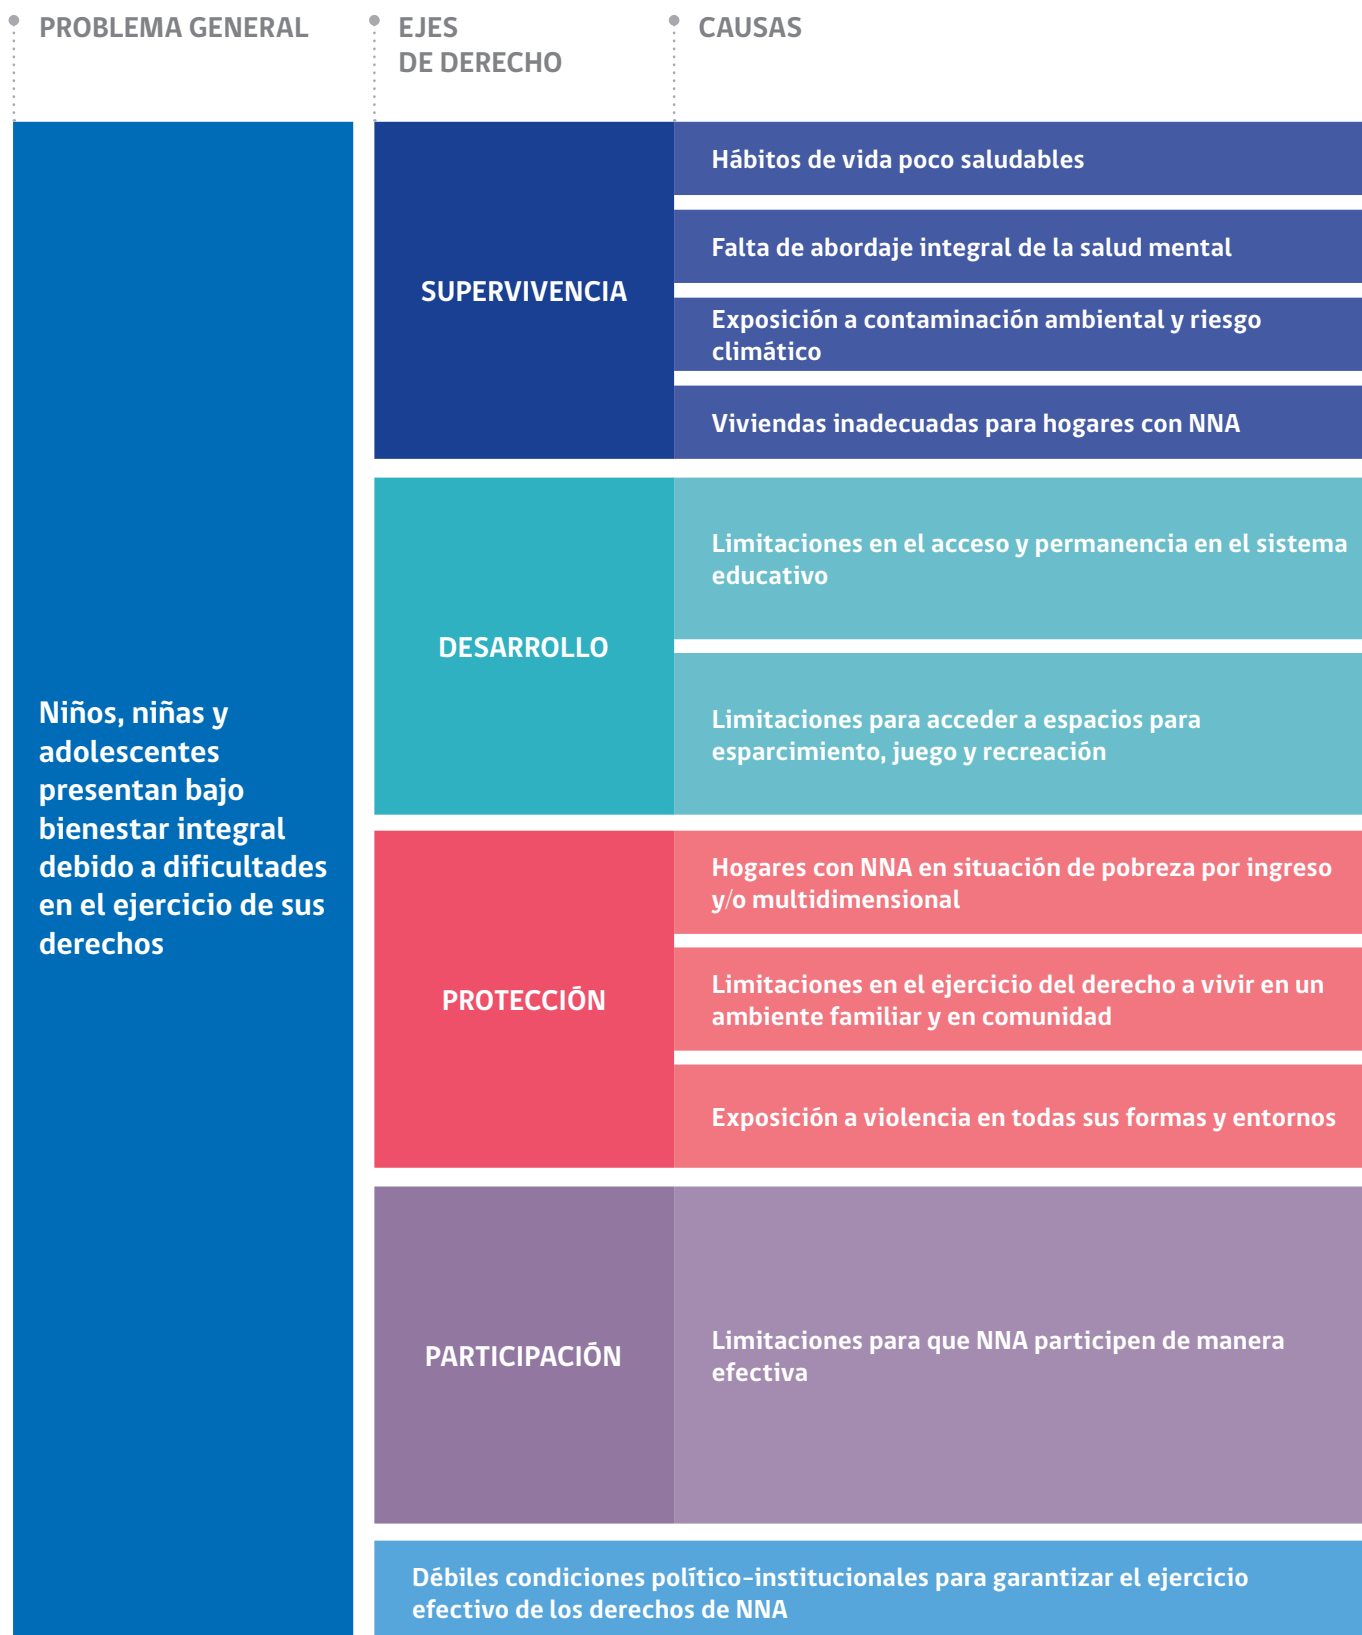 PROBLEMA GENERAL
EJES
DE DERECHO
CAUSAS
Niños, niñas y
adolescentes
presentan bajo
bienestar integral
debido a dificultades
en el ejercicio de sus
derechos
SUPERVIVENCIA
Hábitos de vida poco saludables
Falta de abordaje integral de la salud mental
Exposición a contaminación ambiental y riesgo
climático
Viviendas inadecuadas para hogares con NNA
DESARROLLO
Limitaciones en el acceso y permanencia en el sistema
educativo
Limitaciones para acceder a espacios para
esparcimiento, juego y recreación
PROTECCIÓN
Hogares con NNA en situación de pobreza por ingreso
y/o multidimensional
Limitaciones en el ejercicio del derecho a vivir en un
ambiente familiar y en comunidad
Exposición a violencia en todas sus formas y entornos
PARTICIPACIÓN
Limitaciones para que NNA participen de manera
efectiva
Débiles condiciones político-institucionales para garantizar el ejercicio
efectivo de los derechos de NNA